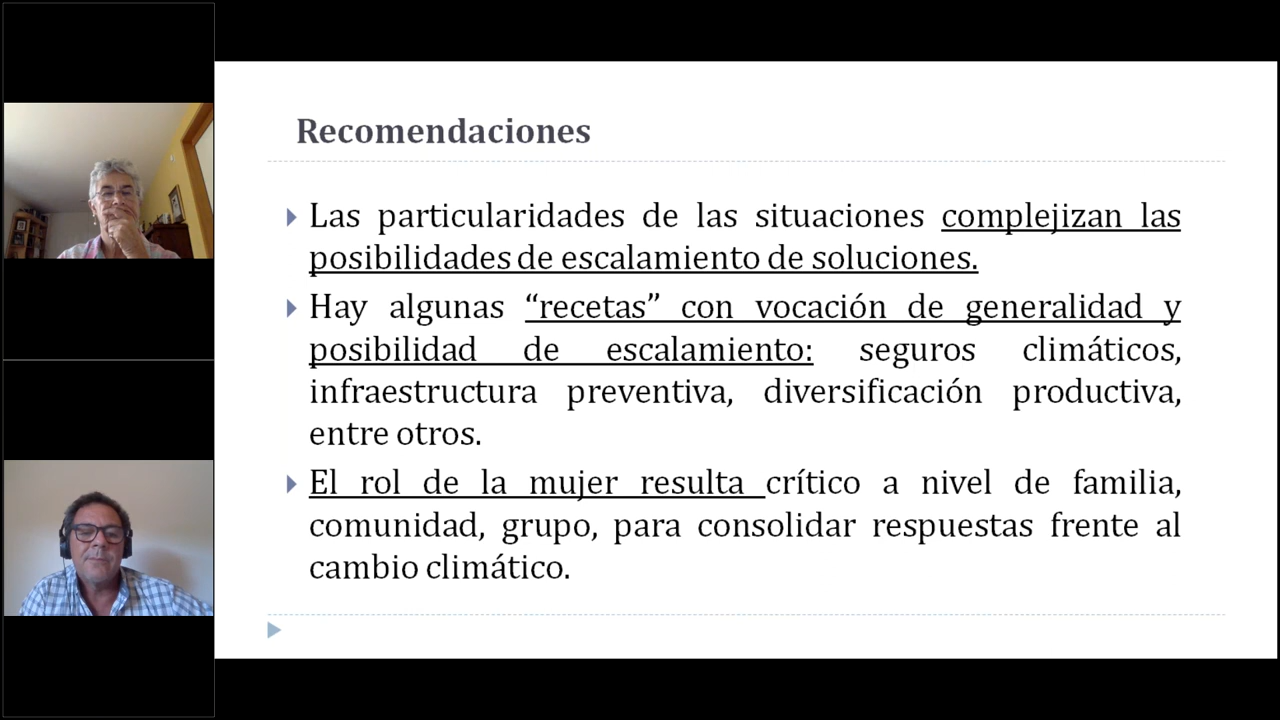 Recomendaciones
Las particularidades de las situaciones complejizan las
posibilidades de escalamiento de soluciones.
Hay algunas “recetas” con vocación de generalidad y
posibilidad de escalamiento: seguros climáticos,
infraestructura preventiva, diversificación productiva,
entre otros.
El rol de la mujer resulta crítico a nivel de familia,
comunidad, grupo, para consolidar respuestas frente al
cambio climático.